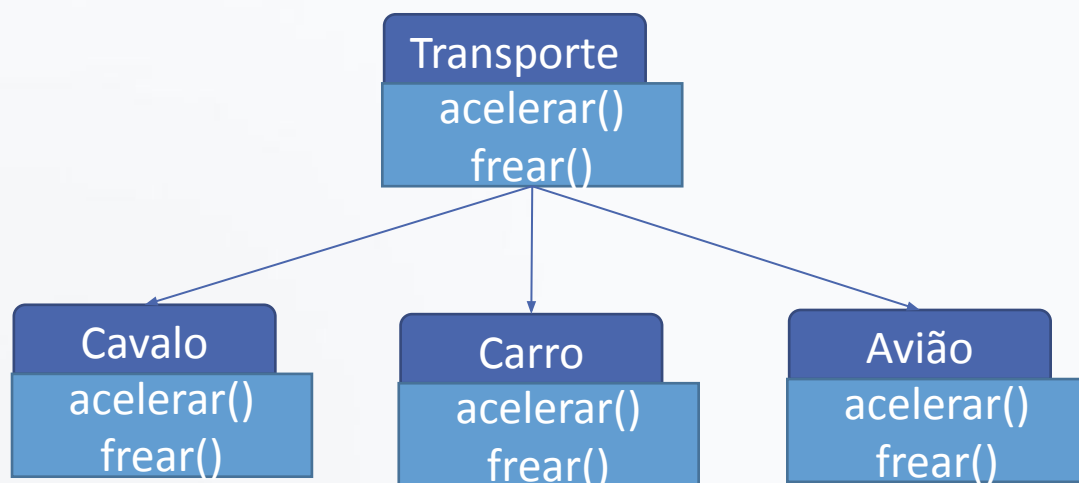 Transporte
acelerar()
frear()
Cavalo
acelerar()
frear()
Carro
acelerar()
frear()
Avião
acelerar()
frear()